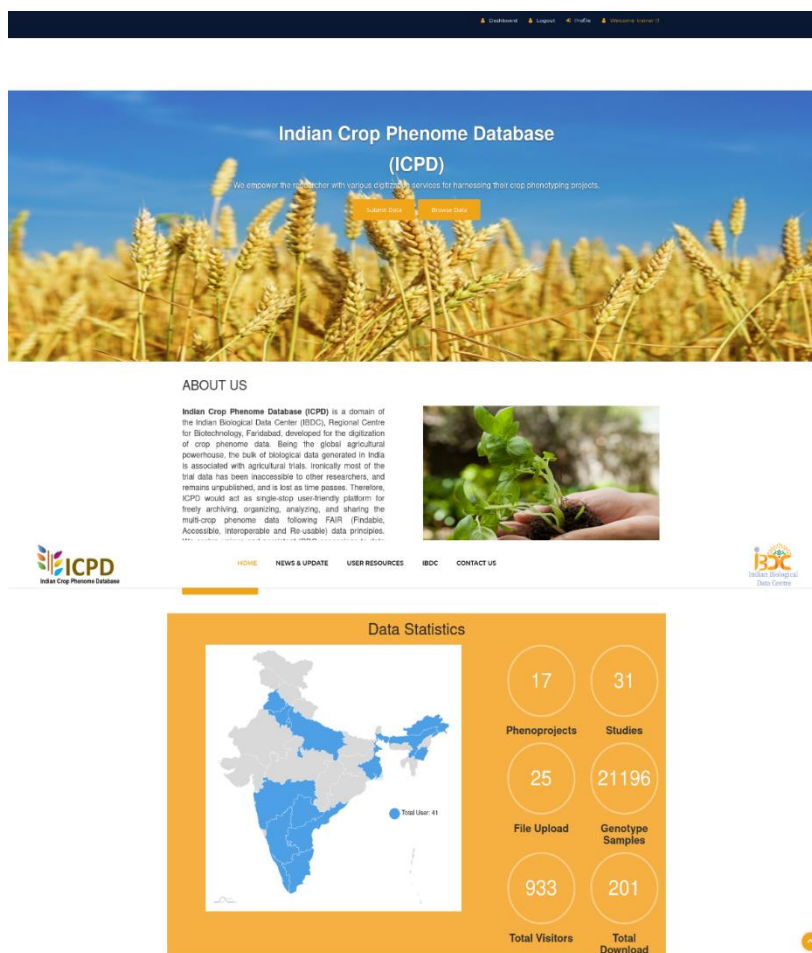 Dashboard Logout Profile Welcome trainer1!
Indian Crop Phenome Database
(ICPD)
We empower the researcher with various digitization services for harnessing their crop phenotyping projects.
Submit Data Browse Data
ABOUT US
Indian Crop Phenome Database (ICPD) is a domain of
the Indian Biological Data Center (IBDC), Regional Centre
for Biotechnology, Faridabad, developed for the digitization
of crop phenome data. Being the global agricultural
powerhouse, the bulk of biological data generated in India
is associated with agricultural trials. Ironically most of the
trial data has been inaccessible to other researchers, and
remains unpublished, and is lost as time passes. Therefore,
ICPD would act as single-stop user-friendly platform for
freely archiving, organizing, analyzing, and sharing the
multi-crop phenome data following FAIR (Findable,
Accessible, Interoperable and Re-usable) data principles.
ICPD
Indian Crop Phenome Database
HOME NEWS & UPDATE USER RESOURCES IBDC CONTACT US
IBDC
Indian Biological
Data Centre
Data Statistics
17 31
Phenoprojects Studies
25 21196
File Upload Genotype
Samples
Total User: 41
933 201
Total Visitors Total
Download